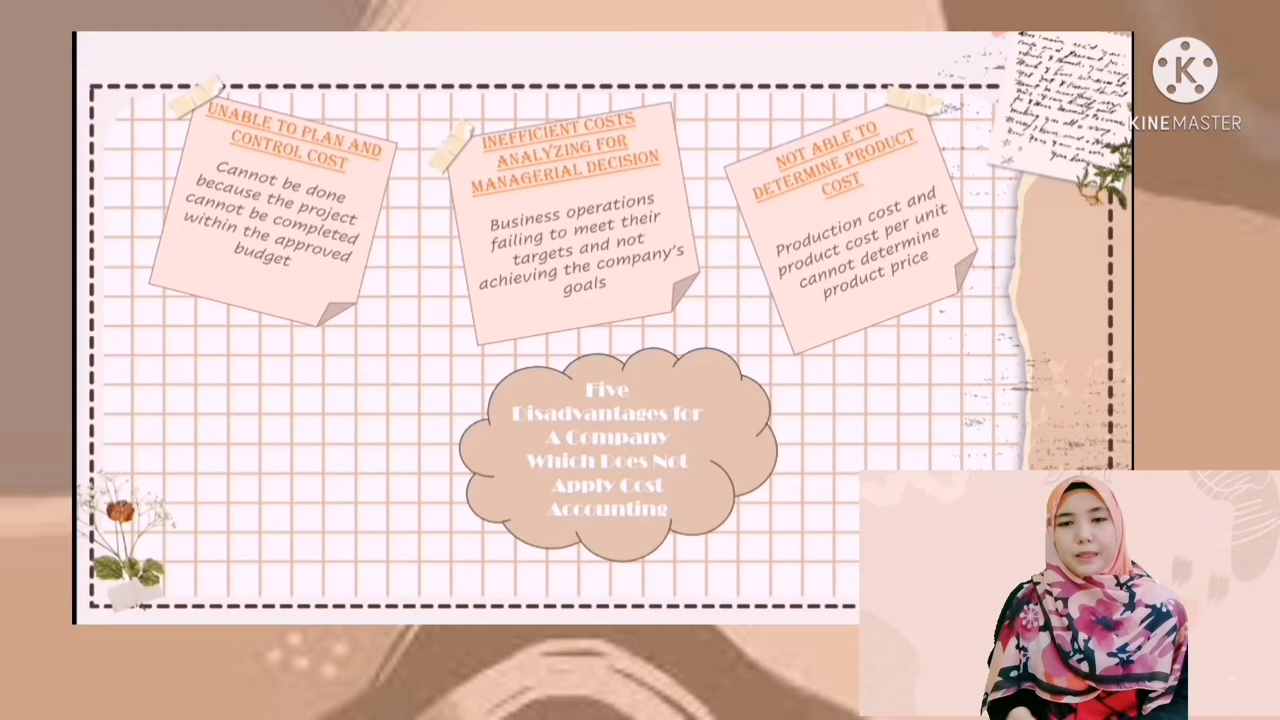 UNABLE TO PLAN AND
CONTROL COST
Cannot be done
because the project
cannot be completed
within the approved
budget
INEFFICIENT COSTS
ANALYZING FOR
MANAGERIAL DECISION
Business operations
failing to meet their
targets and not
achieving the company's
goals
NOT ABLE TO
DETERMINE PRODUCT
COST
Production cost and
product cost per unit
cannot determine
product price
Five
Disadvantages for
A Company
Which Does Not
Apply Cost
Accounting
K
KINEMASTER